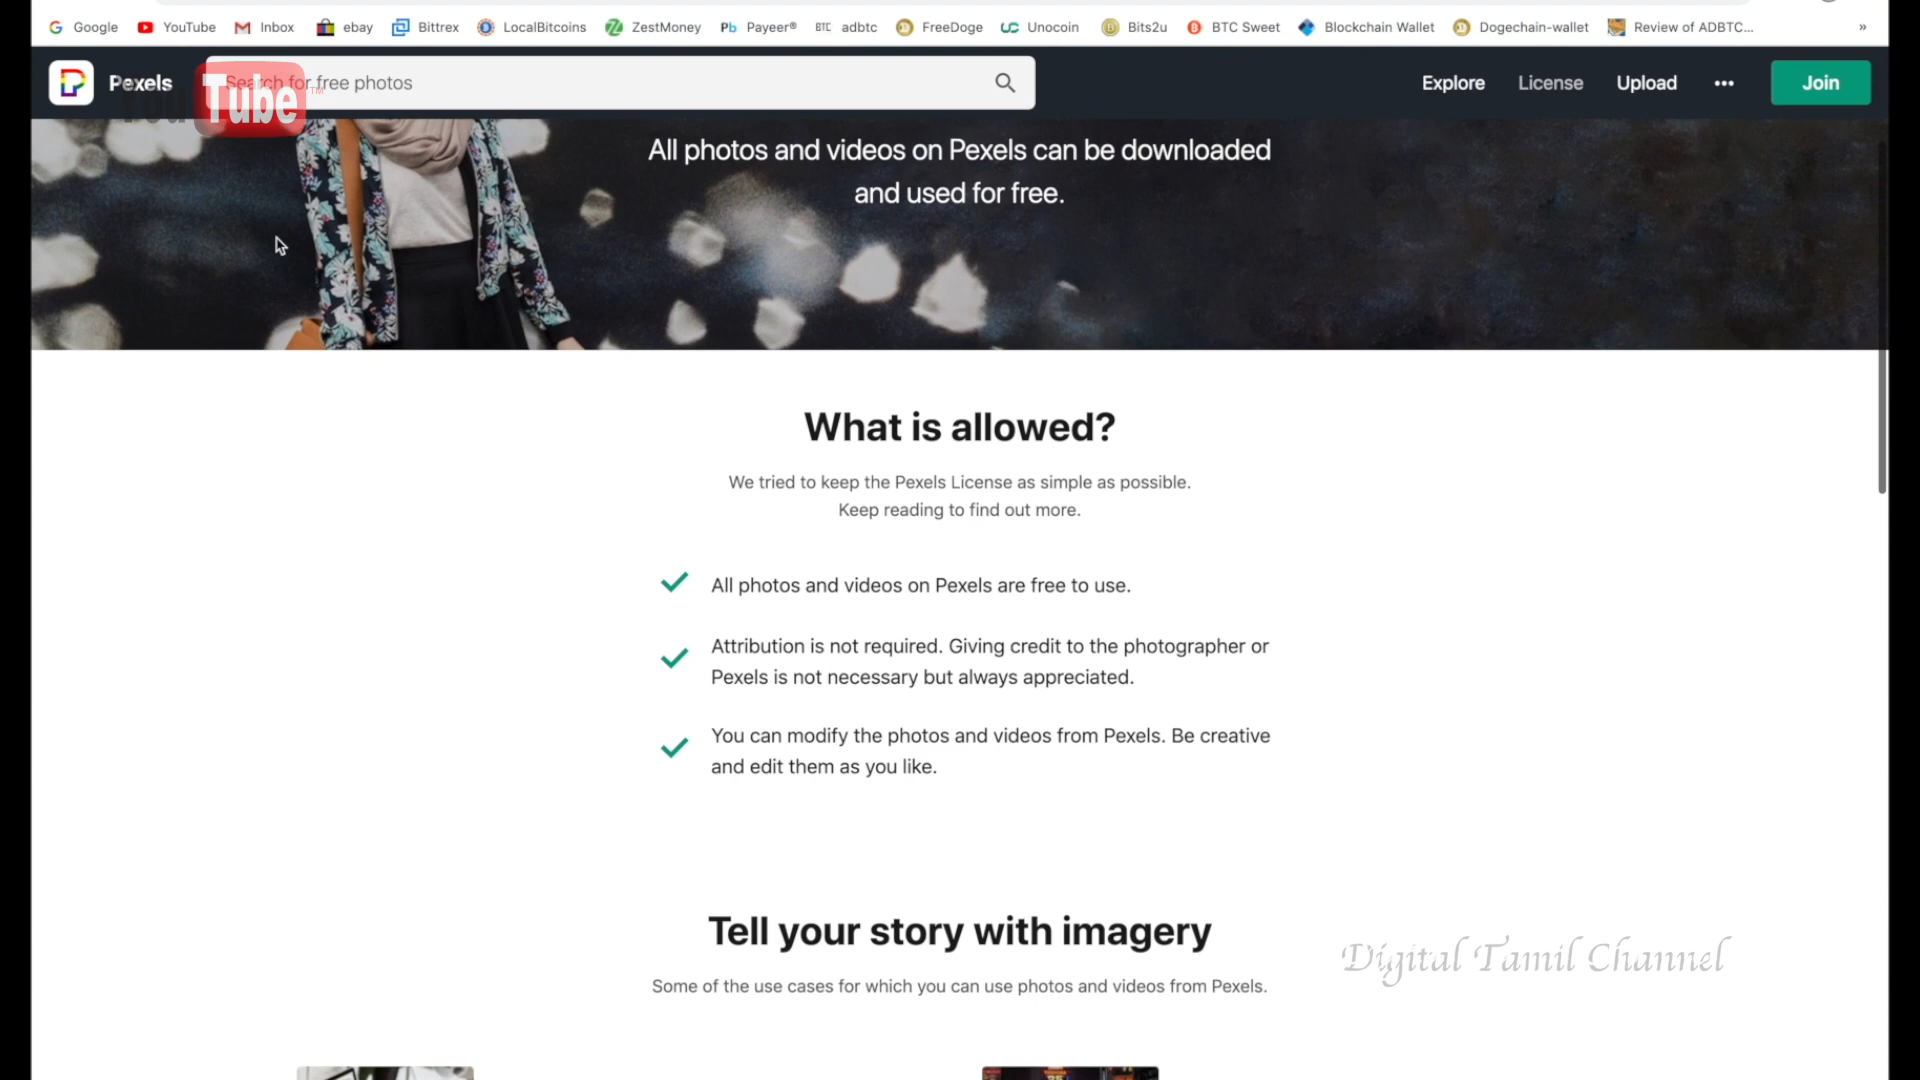 Google YouTube Inbox ebay Bittrex LocalBitcoins ZestMoney Pb Payeer® BTC adbtc FreeDoge UC Unocoin Bits2u BTC Sweet Blockchain Wallet Dogechain-wallet Review of ADBTC... »
Pexels Search for free photos Explore License Upload ••• Join
YouTube™
All photos and videos on Pexels can be downloaded
and used for free.
What is allowed?
We tried to keep the Pexels License as simple as possible.
Keep reading to find out more.
All photos and videos on Pexels are free to use.
Attribution is not required. Giving credit to the photographer or
Pexels is not necessary but always appreciated.
You can modify the photos and videos from Pexels. Be creative
and edit them as you like.
Tell your story with imagery
Digital Tamil Channel
Some of the use cases for which you can use photos and videos from Pexels.